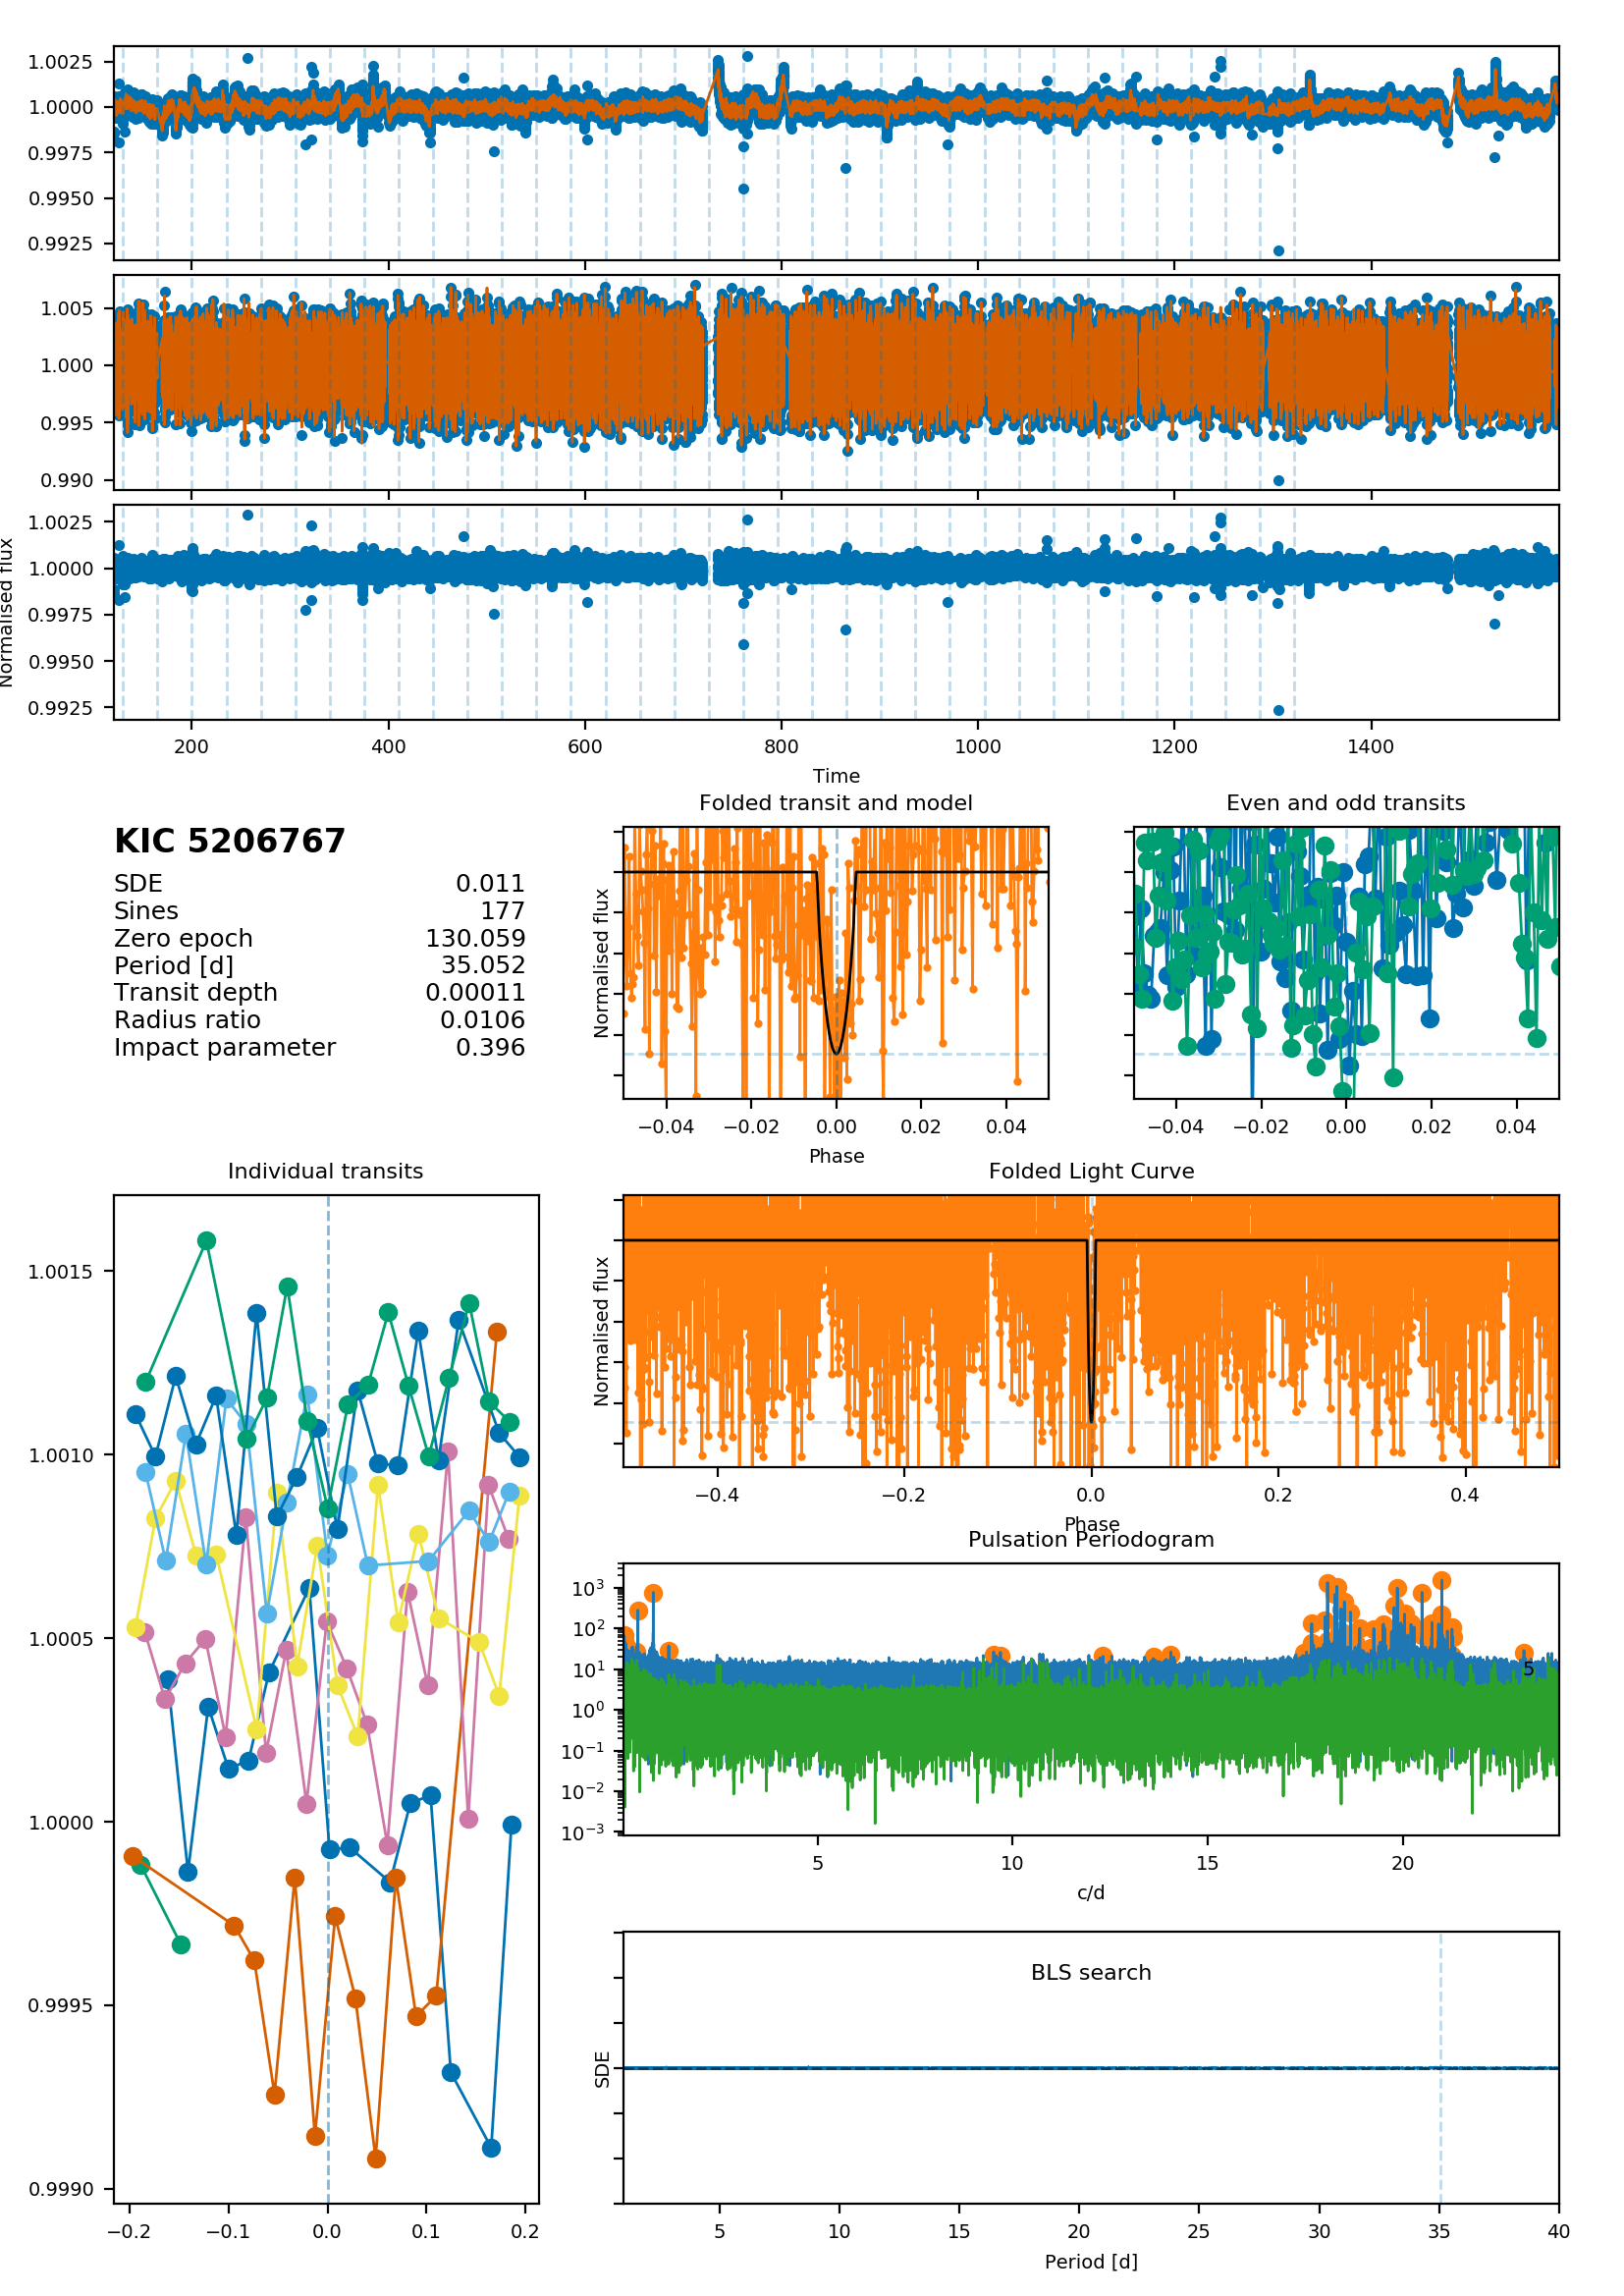 1.0025
1.0000
0.9975
0.9950
0.9925
1.005
1.000
0.995
0.990
1.0025
1.0000
0.9975
0.9950
0.9925
Normalised flux
200 400 600 800 1000 1200 1400
Time
KIC 5206767
SDE 0.011
Sines 177
Zero epoch 130.059
Period [d] 35.052
Transit depth 0.00011
Radius ratio 0.0106
Impact parameter 0.396
Folded transit and model
Normalised flux
−0.04 −0.02 0.00 0.02 0.04
Phase
Even and odd transits
−0.04 −0.02 0.00 0.02 0.04
Individual transits
1.0015
1.0010
1.0005
1.0000
0.9995
0.9990
−0.2 −0.1 0.0 0.1 0.2
Folded Light Curve
Normalised flux
−0.4 −0.2 0.0 0.2 0.4
Phase
Pulsation Periodogram
10³
10²
10¹
10⁰
10⁻¹
10⁻²
10⁻³
5
5 10 15 20
c/d
BLS search
SDE
5 10 15 20 25 30 35 40
Period [d]